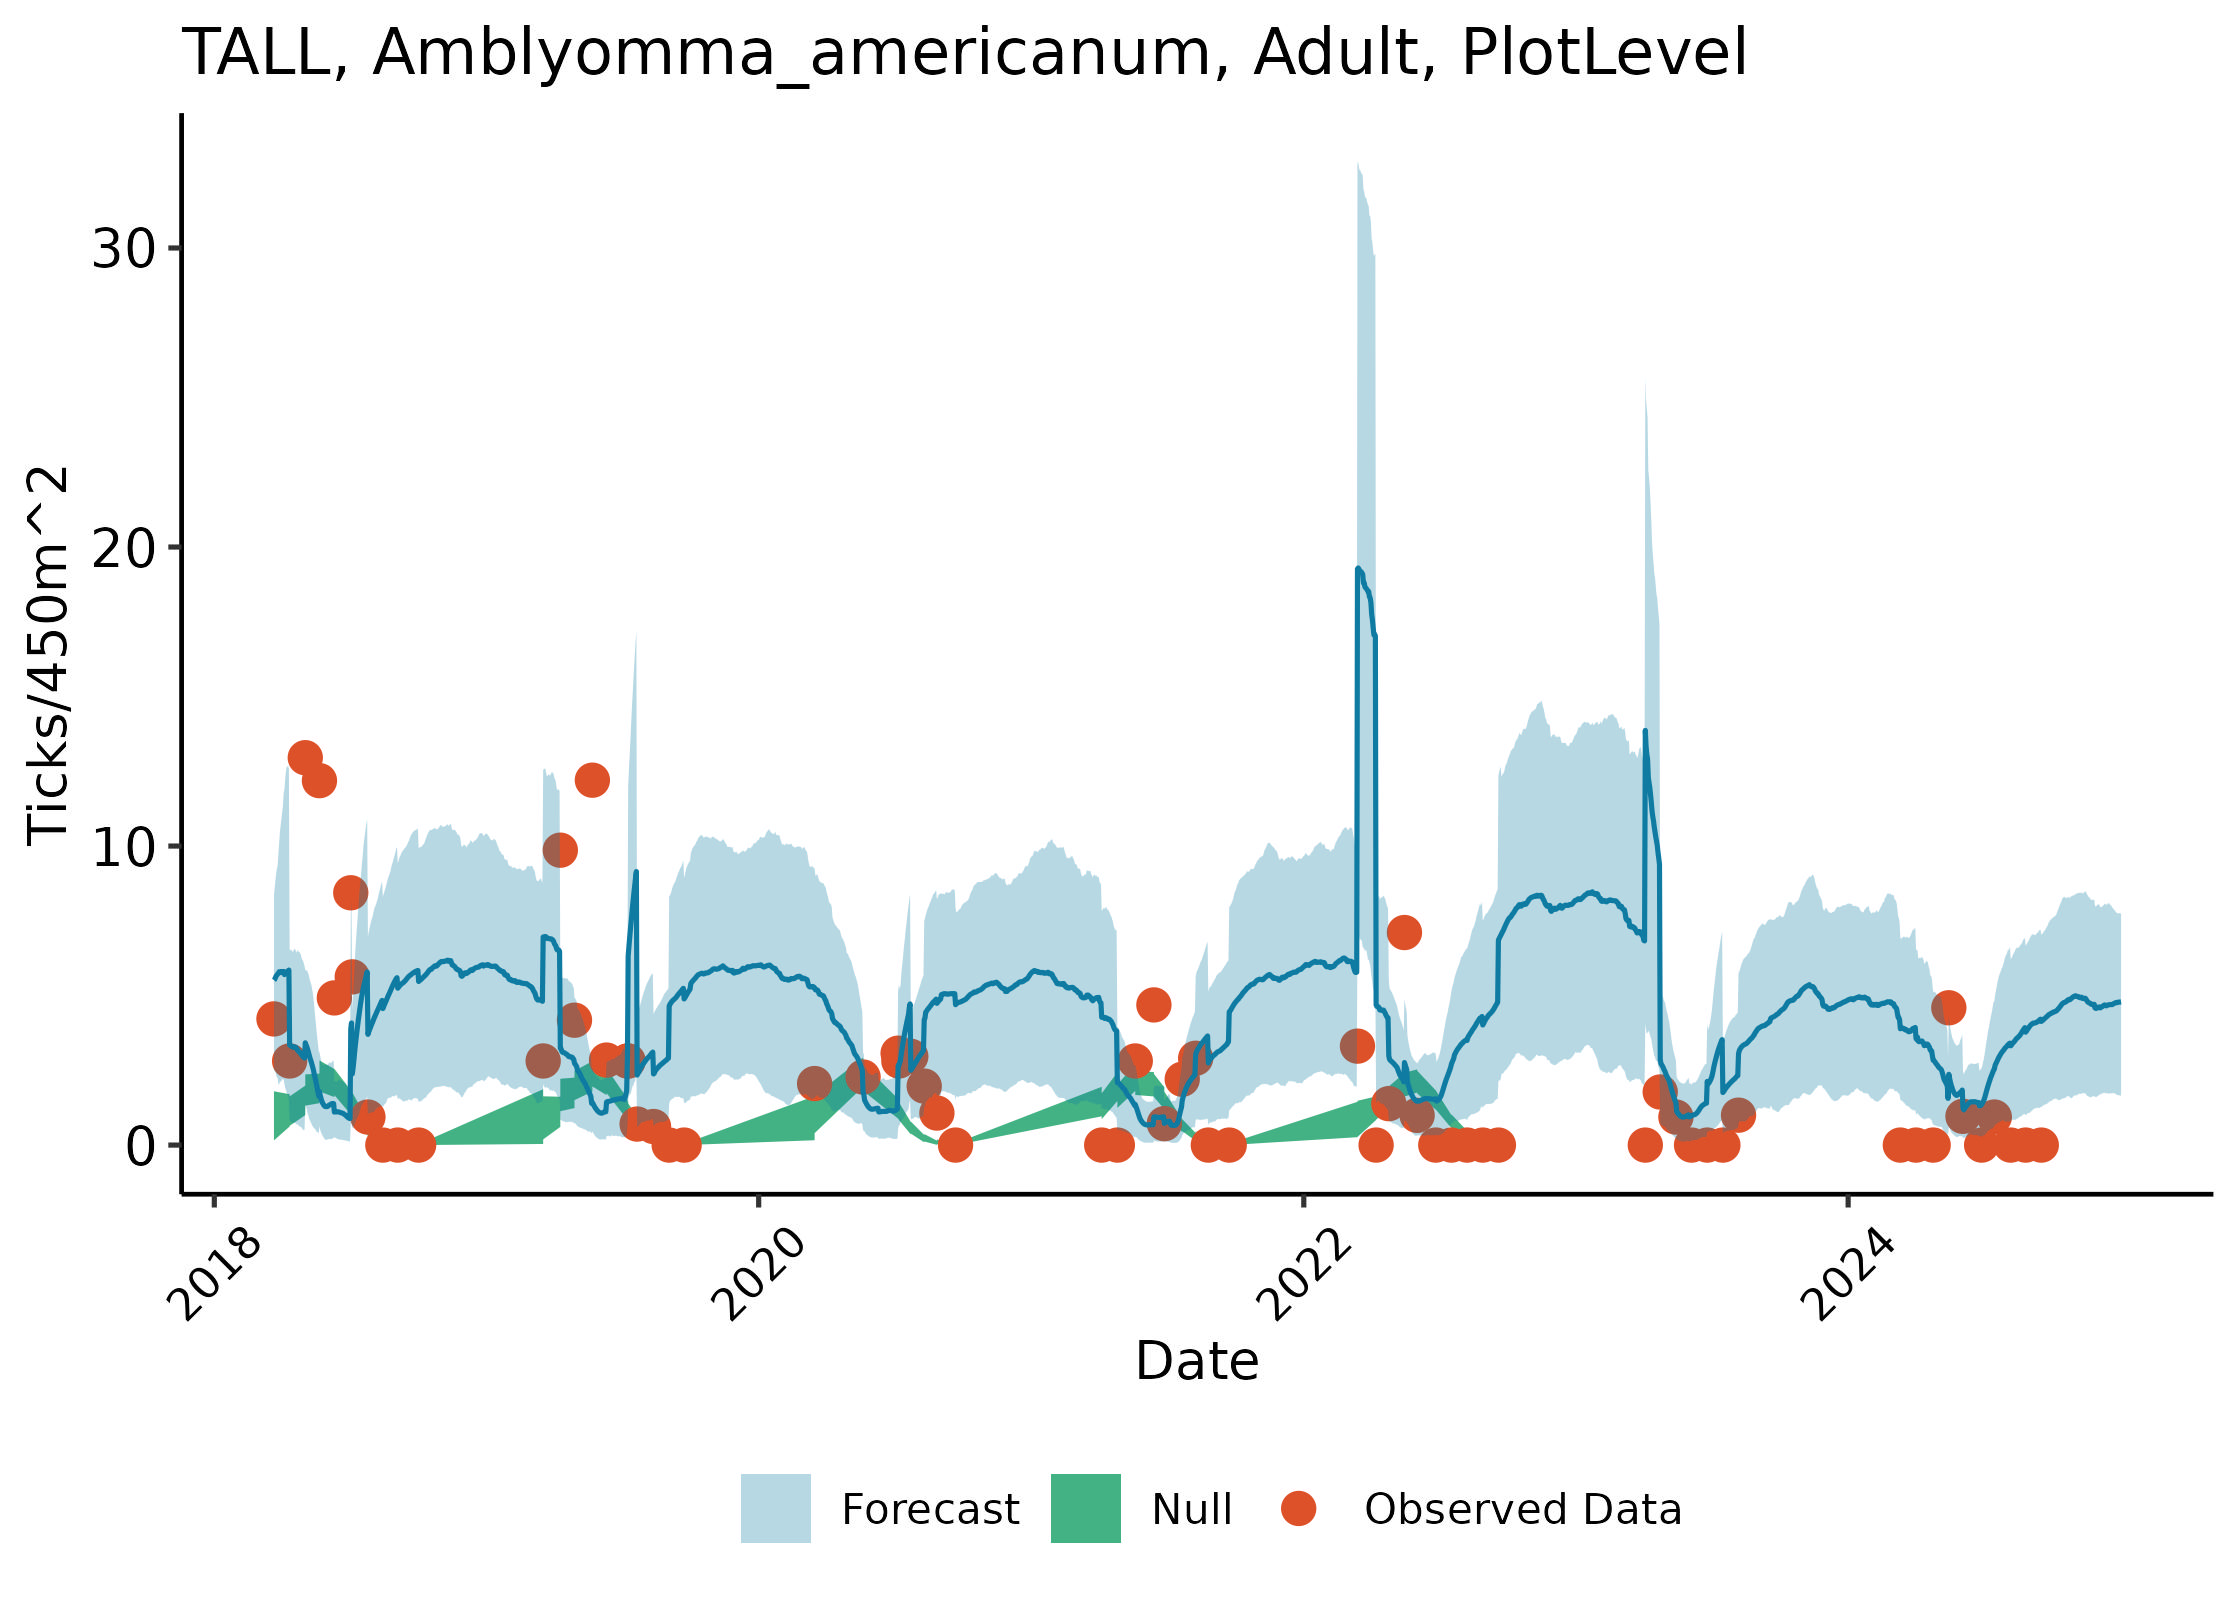 TALL, Amblyomma_americanum, Adult, PlotLevel
Ticks/450m^2
30
20
10
0
2018
2020
2022
2024
Date
Forecast
Null
Observed Data